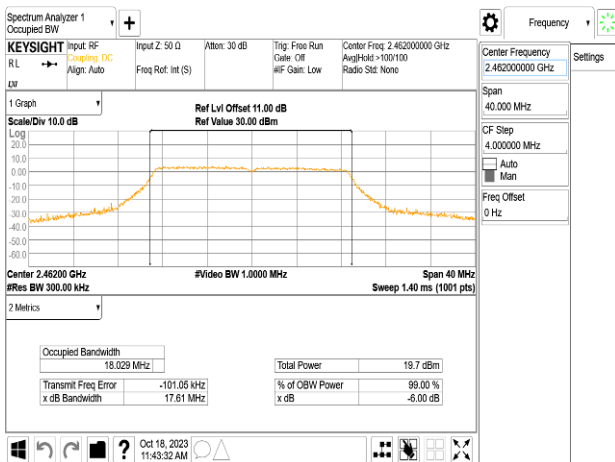 Spectrum Analyzer 1
Occupied BW
Frequency
KEYSIGHT
RL
Input: RF
Coupling: DC
Align: Auto
Input Z: 50 Ω
Freq Ref: Int (S)
Atten: 30 dB
Trig: Free Run
Gate: Off
#IF Gain: Low
Center Freq: 2.462000000 GHz
Avg|Hold:>100/100
Radio Std: None
Center Frequency
2.462000000 GHz
Settings
Span
40.000 MHz
CF Step
4.000000 MHz
Auto
Man
Freq Offset
0 Hz
1 Graph
Scale/Div 10.0 dB
Ref Lvl Offset 11.00 dB
Ref Value 30.00 dBm
Log
20.0
10.0
0.00
-10.0
-20.0
-30.0
-40.0
-50.0
-60.0
Center 2.46200 GHz
#Res BW 300.00 kHz
#Video BW 1.0000 MHz
Span 40 MHz
Sweep 1.40 ms (1001 pts)
2 Metrics
Occupied Bandwidth
18.029 MHz
Total Power 19.7 dBm
Transmit Freq Error -101.05 kHz
% of OBW Power 99.00 %
x dB Bandwidth 17.61 MHz
x dB -6.00 dB
?
Oct 18, 2023
11:43:32 AM